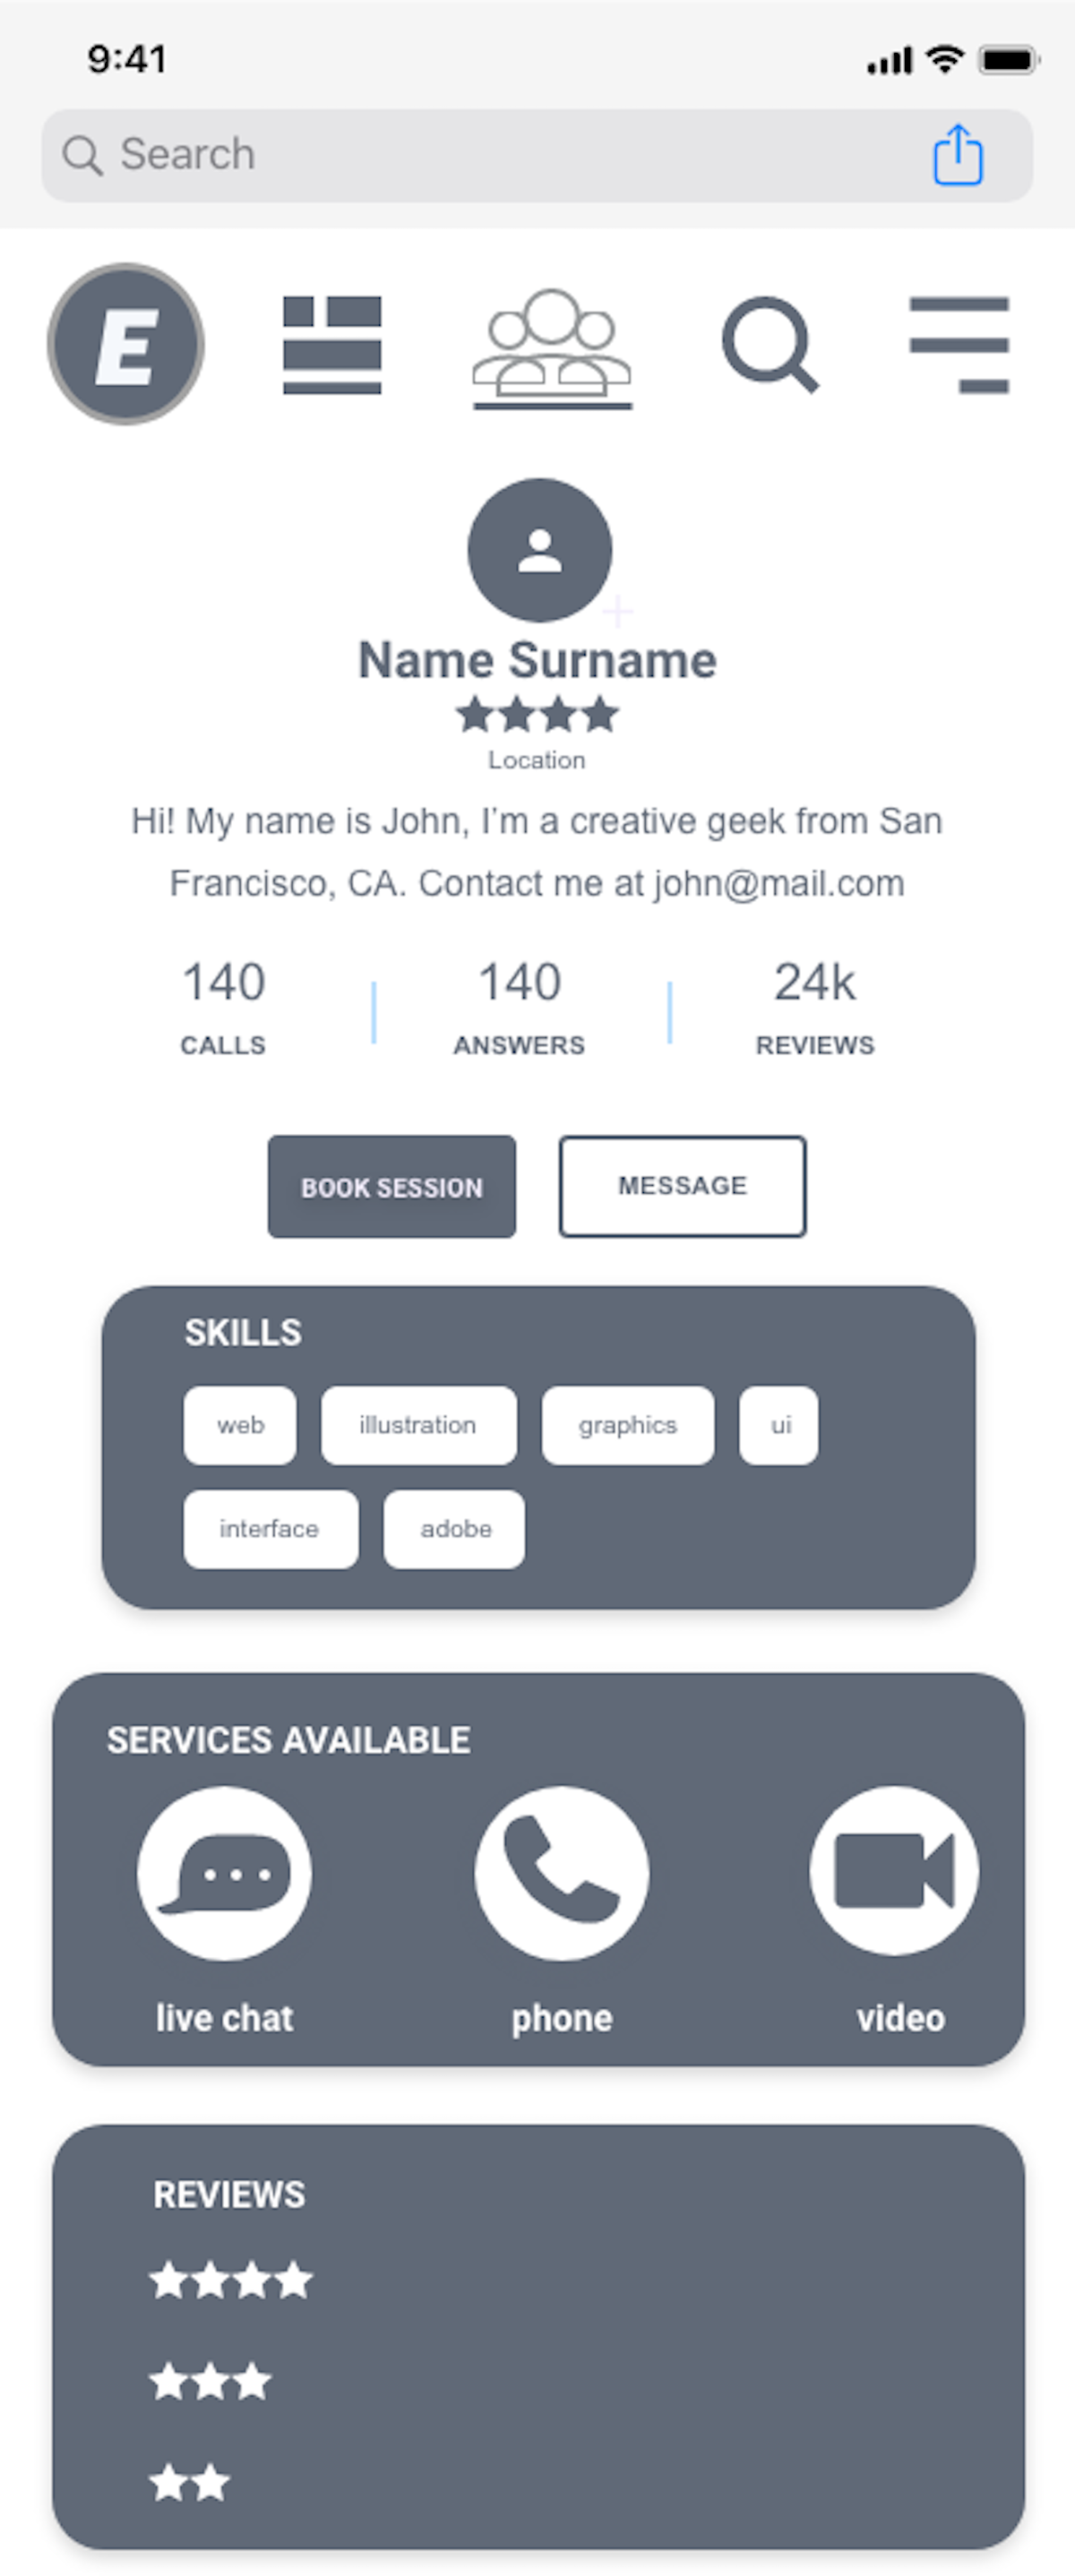 9:41
Search
E
Name Surname
Location
Hi! My name is John, I'm a creative geek from San
Francisco, CA. Contact me at john@mail.com
140 140 24k
CALLS ANSWERS REVIEWS
BOOK SESSION MESSAGE
SKILLS
web illustration graphics ui
interface adobe
SERVICES AVAILABLE
live chat phone video
REVIEWS